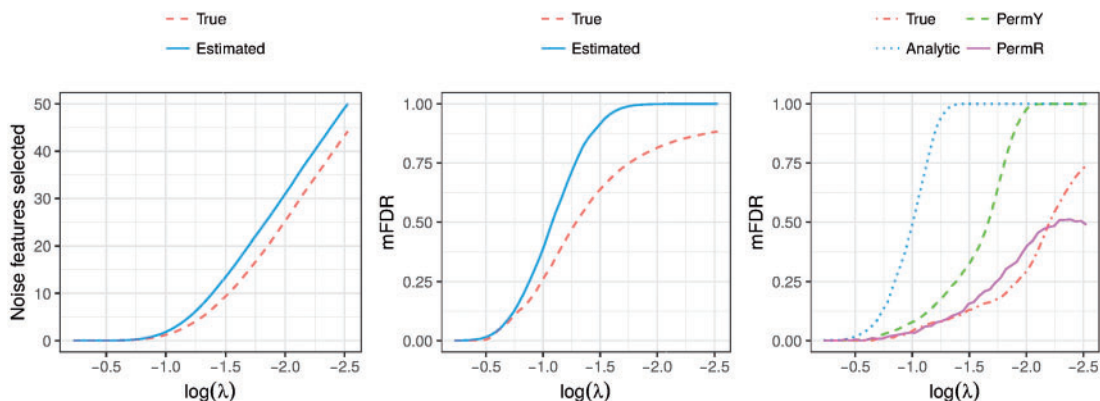 True
Estimated
Noise features selected
50
40
30
20
10
0
−0.5 −1.0 −1.5 −2.0 −2.5
log(λ)
True
Estimated
mFDR
1.00
0.75
0.50
0.25
0.00
−0.5 −1.0 −1.5 −2.0 −2.5
log(λ)
True PermY
Analytic PermR
mFDR
1.00
0.75
0.50
0.25
0.00
−0.5 −1.0 −1.5 −2.0 −2.5
log(λ)